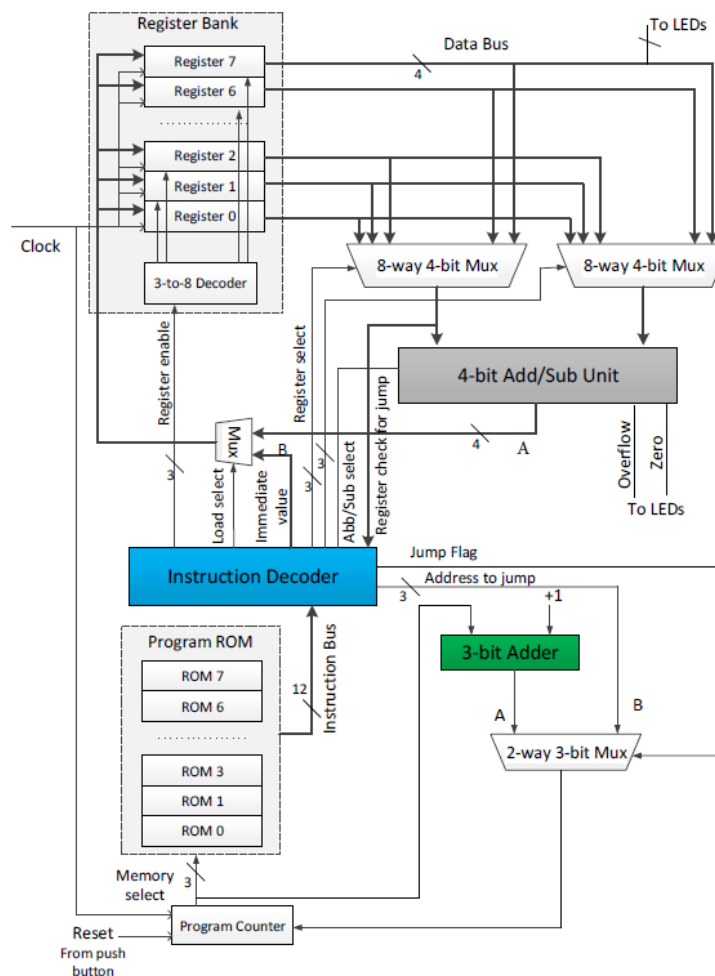 Register Bank
To LEDs
Data Bus
Register 7
4
Register 6
Register 2
Register 1
Register 0
Clock
8-way 4-bit Mux
8-way 4-bit Mux
3-to-8 Decoder
Register enable
Register select
4-bit Add/Sub Unit
Mux
B
4
A
Overflow
Zero
To LEDs
3
3
3
Load select
Immediate
value
Abb/Sub select
Register check for jump
Jump Flag
Instruction Decoder
3
Address to jump
+1
Program ROM
Instruction Bus
12
3-bit Adder
ROM 7
ROM 6
A
B
2-way 3-bit Mux
ROM 3
ROM 1
ROM 0
Memory
select
3
Program Counter
Reset
From push
button